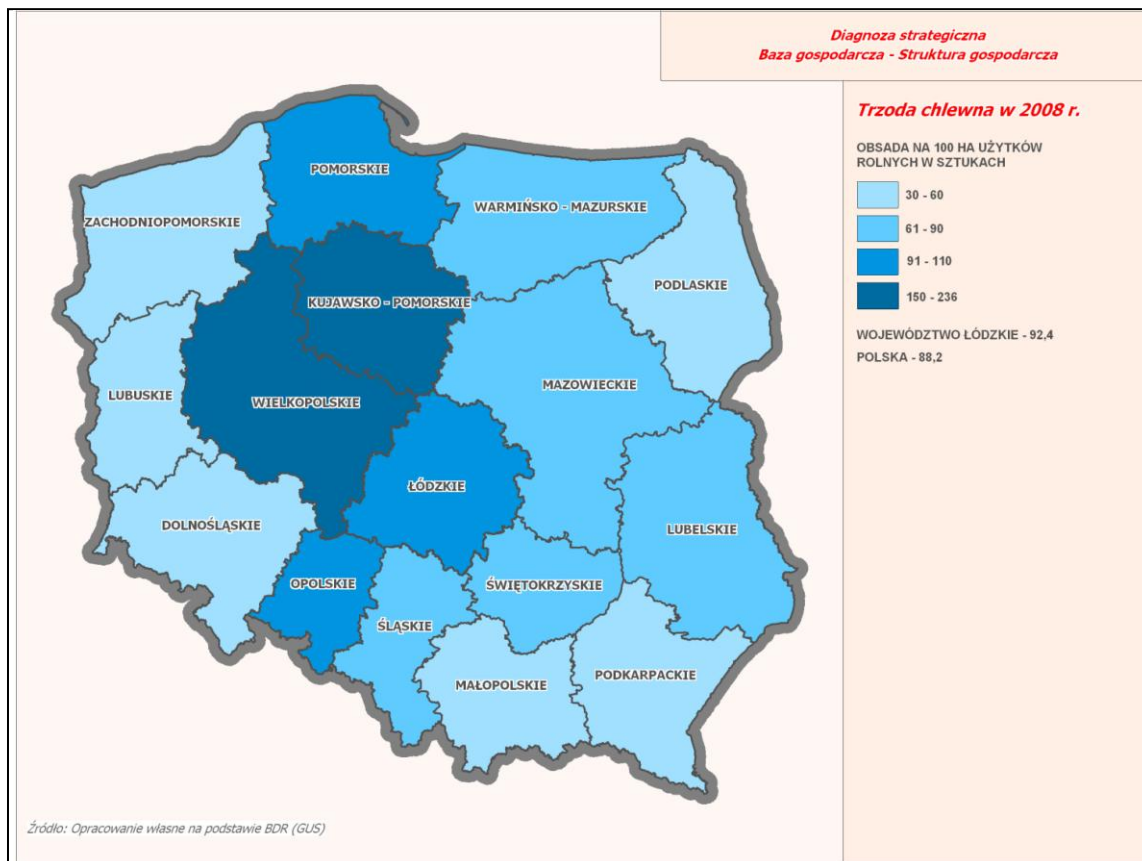 Diagnoza strategiczna
Baza gospodarcza - Struktura gospodarcza
Trzoda chlewna w 2008 r.
OBSADA NA 100 HA UŻYTKÓW
ROLNYCH W SZTUKACH
30 - 60
61 - 90
91 - 110
150 - 236
WOJEWÓDZTWO ŁÓDZKIE - 92,4
POLSKA - 88,2
POMORSKIE
WARMIŃSKO - MAZURSKIE
ZACHODNIOPOMORSKIE
PODLASKIE
KUJAWSKO - POMORSKIE
MAZOWIECKIE
LUBUSKIE
WIELKOPOLSKIE
ŁÓDZKIE
DOLNOŚLĄSKIE
LUBELSKIE
OPOLSKIE
ŚWIĘTOKRZYSKIE
ŚLĄSKIE
PODKARPACKIE
MAŁOPOLSKIE
Źródło: Opracowanie własne na podstawie BDR (GUS)